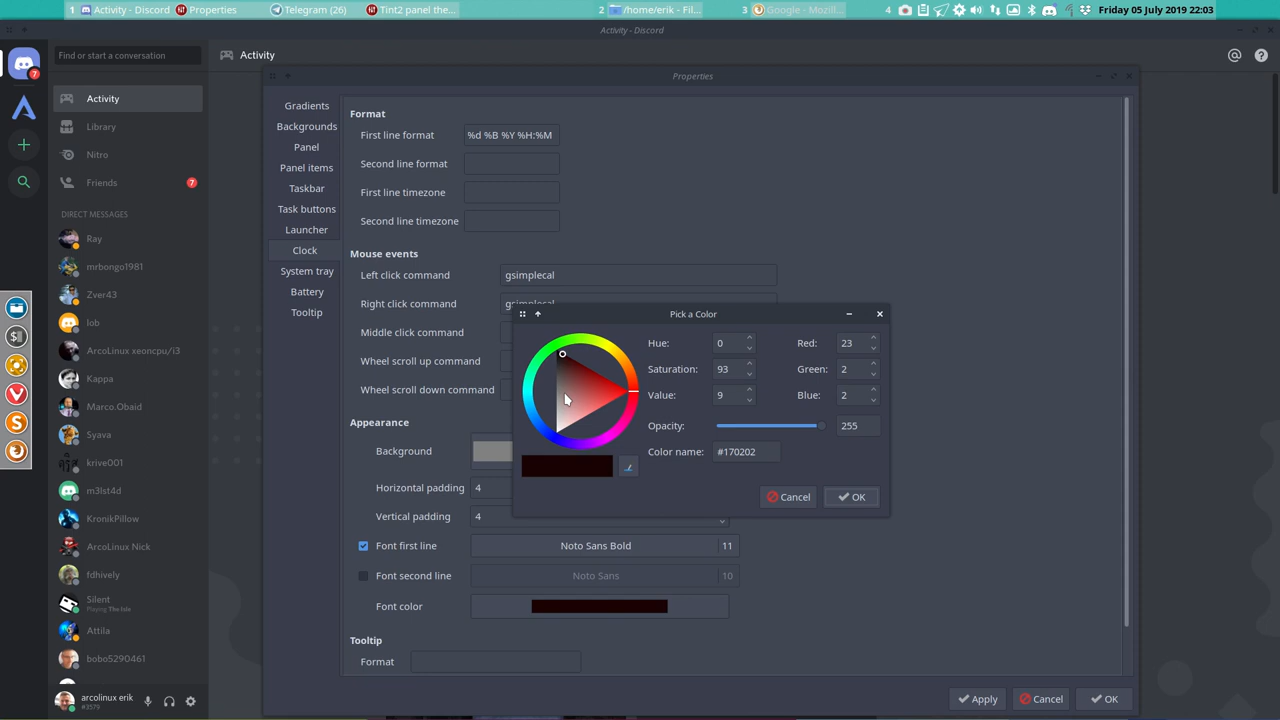 1 Activity - Discord Properties Telegram (26) Tint2 panel the... 2 /home/erik - Fil... 3 Google - Mozill... 4 Friday 05 July 2019 22:03
Activity - Discord
Find or start a conversation
Activity
7
Properties
Activity
Library
Nitro
Friends 7
DIRECT MESSAGES
Ray
mrbongo1981
Zver43
lob
ArcoLinux xeoncpu/i3
Kappa
Marco.Obaid
Syava
krive001
m3lst4d
KronikPillow
ArcoLinux Nick
fdhively
Silent
Playing The Isle
Attila
bobo5290461
arcolinux erik
#3579
Gradients
Backgrounds
Panel
Panel items
Taskbar
Task buttons
Launcher
Clock
System tray
Battery
Tooltip
Format
First line format %d %B %Y %H:%M
Second line format
First line timezone
Second line timezone
Mouse events
Left click command gsimplecal
Right click command gsimplecal
Middle click command
Wheel scroll up command
Wheel scroll down command
Appearance
Background
Horizontal padding 4
Vertical padding 4
Font first line Noto Sans Bold 11
Font second line Noto Sans 10
Font color
Tooltip
Format
Apply Cancel OK
Pick a Color
Hue: 0 Red: 23
Saturation: 93 Green: 2
Value: 9 Blue: 2
Opacity: 255
Color name: #170202
Cancel OK